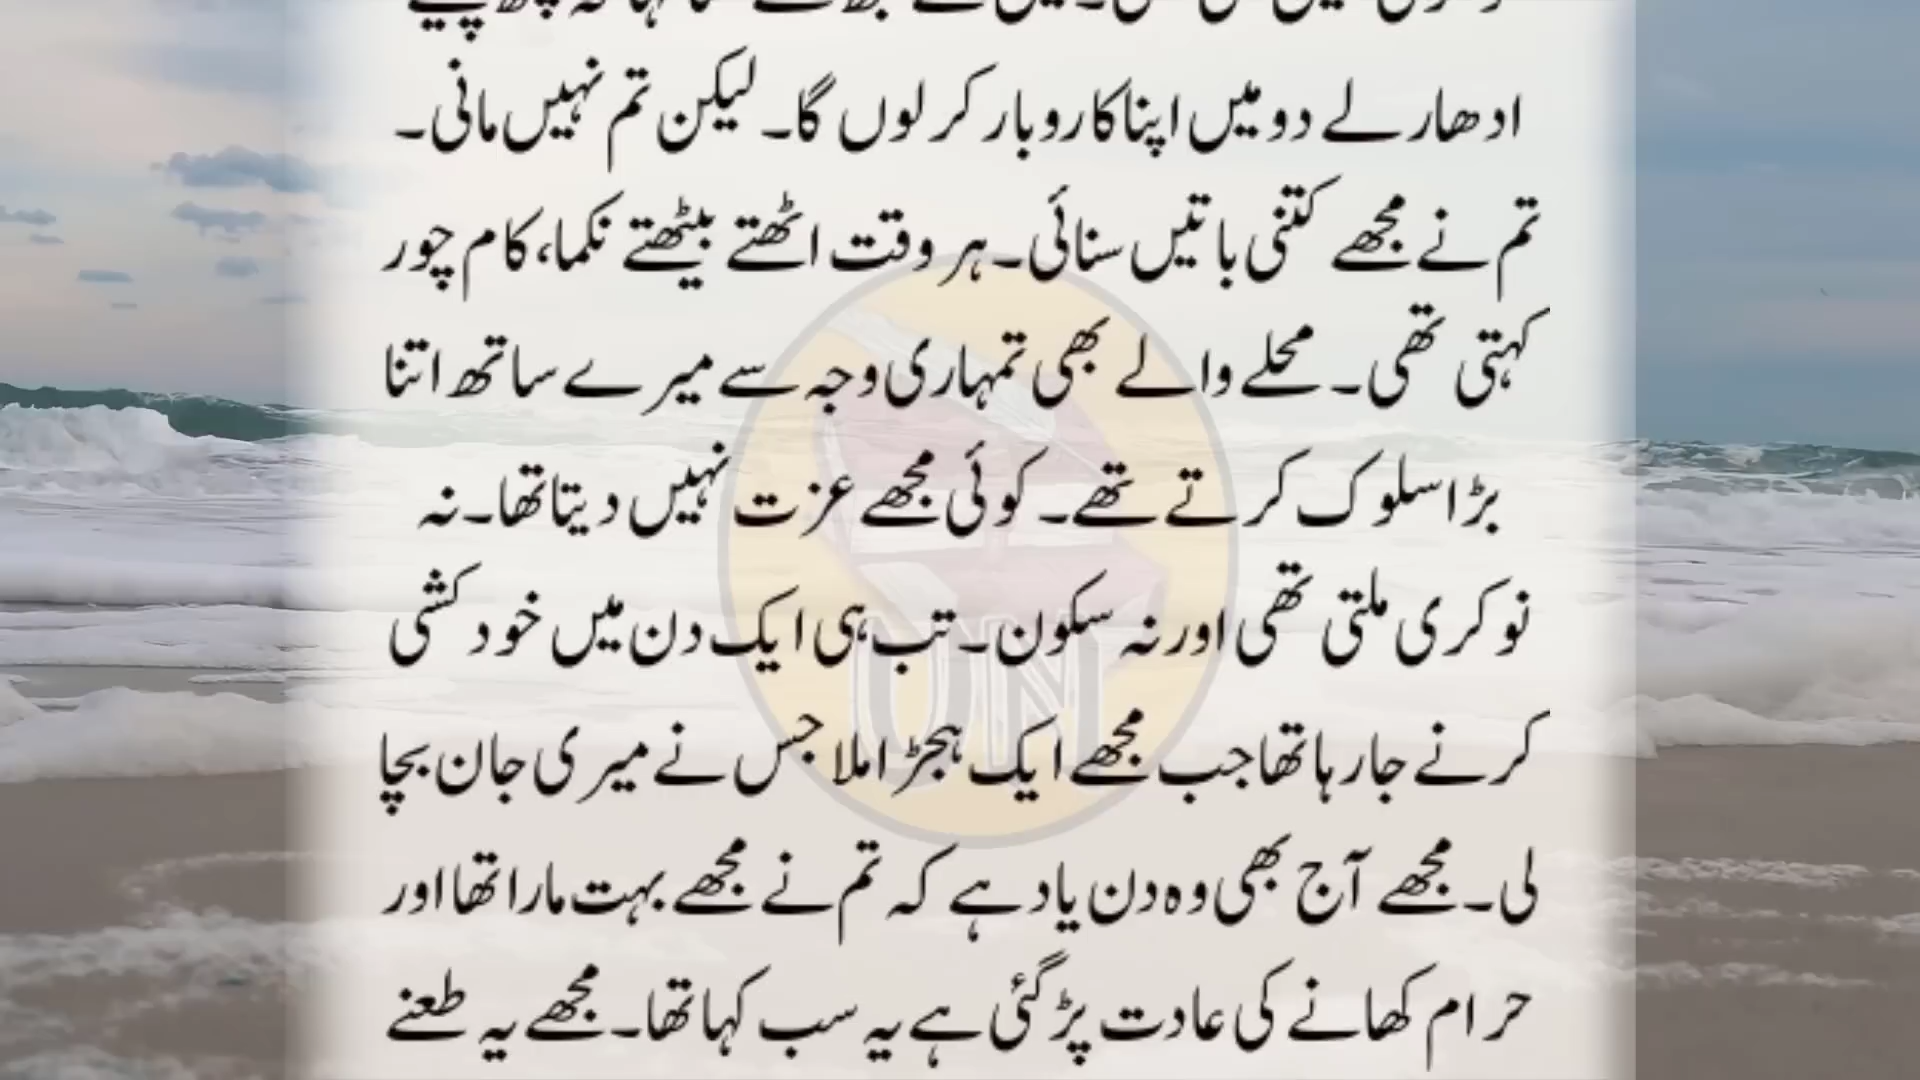 ادھار لے دو میں اپنا کاروبار کر لوں گا۔ لیکن تم نہیں مانی۔
تم نے مجھے کتنی باتیں سنائی۔ ہر وقت اٹھتے بیٹھتے نکما، کام چور
کہتی تھی۔ محلے والے بھی تمہاری وجہ سے میرے ساتھ اتنا
بڑا سلوک کرتے تھے۔ کوئی مجھے عزت نہیں دیتا تھا۔ نہ
نوکری ملتی تھی اور نہ سکون۔ تب ہی ایک دن میں خودکشی
کرنے جا رہا تھا جب مجھے ایک ہجڑا ملا جس نے میری جان بچا
لی۔ مجھے آج بھی وہ دن یاد ہے کہ تم نے مجھے بہت مارا تھا اور
حرام کھانے کی عادت پڑ گئی ہے یہ سب کہا تھا۔ مجھے یہ طعنے
UN